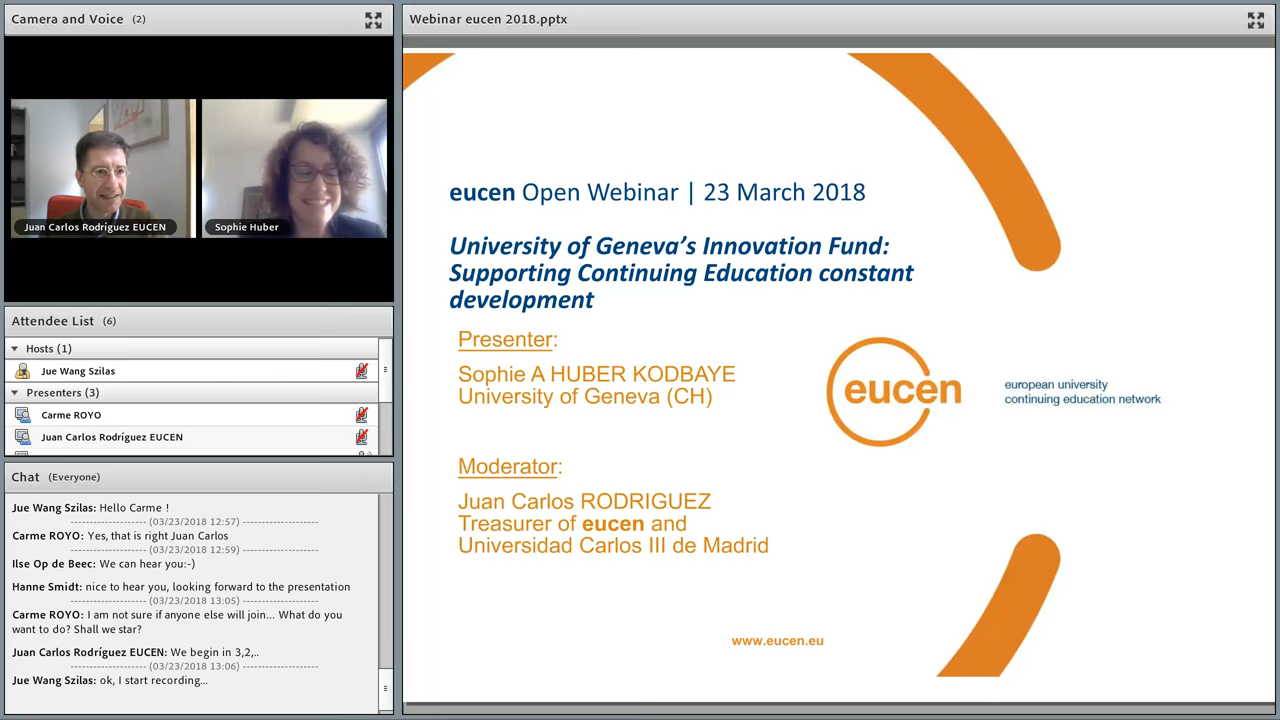 Camera and Voice (2)
Juan Carlos Rodríguez EUCEN
Sophie Huber
Attendee List (6)
Hosts (1)
Jue Wang Szilas
Presenters (3)
Carme ROYO
Juan Carlos Rodríguez EUCEN
Chat (Everyone)
Jue Wang Szilas: Hello Carme !
------------------- (03/23/2018 12:57) -------------------
Carme ROYO: Yes, that is right Juan Carlos
------------------- (03/23/2018 12:59) -------------------
Ilse Op de Beec: We can hear you:-)
Hanne Smidt: nice to hear you, looking forward to the presentation
------------------- (03/23/2018 13:05) -------------------
Carme ROYO: I am not sure if anyone else will join... What do you
want to do? Shall we star?
Juan Carlos Rodríguez EUCEN: We begin in 3,2,..
------------------- (03/23/2018 13:06) -------------------
Jue Wang Szilas: ok, I start recording...
Webinar eucen 2018.pptx
eucen Open Webinar | 23 March 2018
University of Geneva’s Innovation Fund:
Supporting Continuing Education constant
development
Presenter:
Sophie A HUBER KODBAYE
University of Geneva (CH)
Moderator:
Juan Carlos RODRIGUEZ
Treasurer of eucen and
Universidad Carlos III de Madrid
eucen
european university
continuing education network
www.eucen.eu